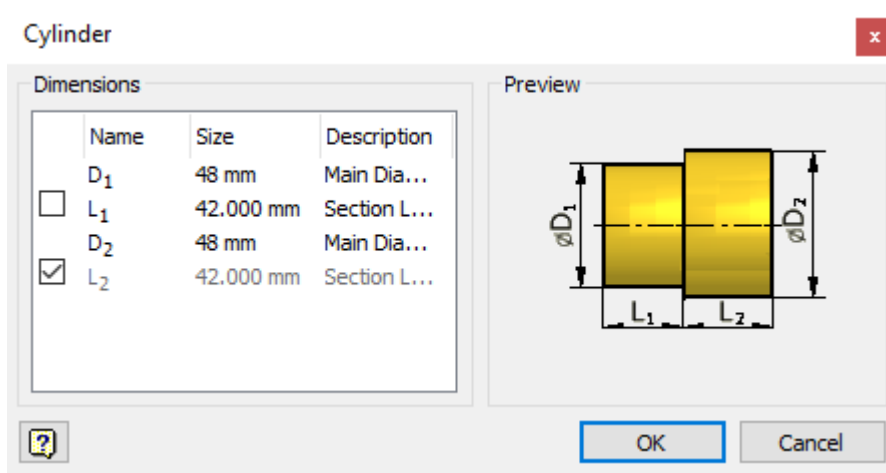 Cylinder
x
Dimensions
Name Size Description
D₁ 48 mm Main Dia...
L₁ 42.000 mm Section L...
D₂ 48 mm Main Dia...
L₂ 42.000 mm Section L...
Preview
⌀D₁
⌀D₂
L₁ L₂
?
OK
Cancel